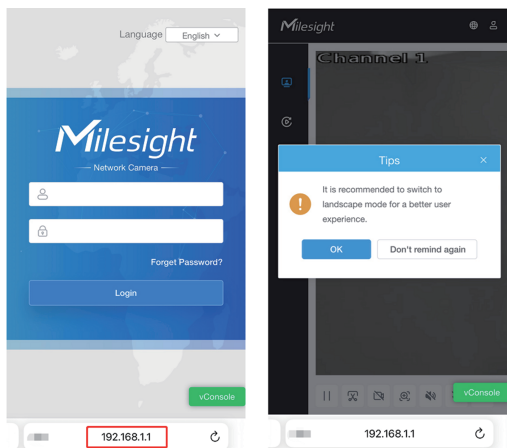 Language English
Milesight
Network Camera
Forget Password?
Login
vConsole
192.168.1.1
Milesight
Channel 1
Tips
It is recommended to switch to
landscape mode for a better user
experience.
OK Don't remind again
vConsole
192.168.1.1